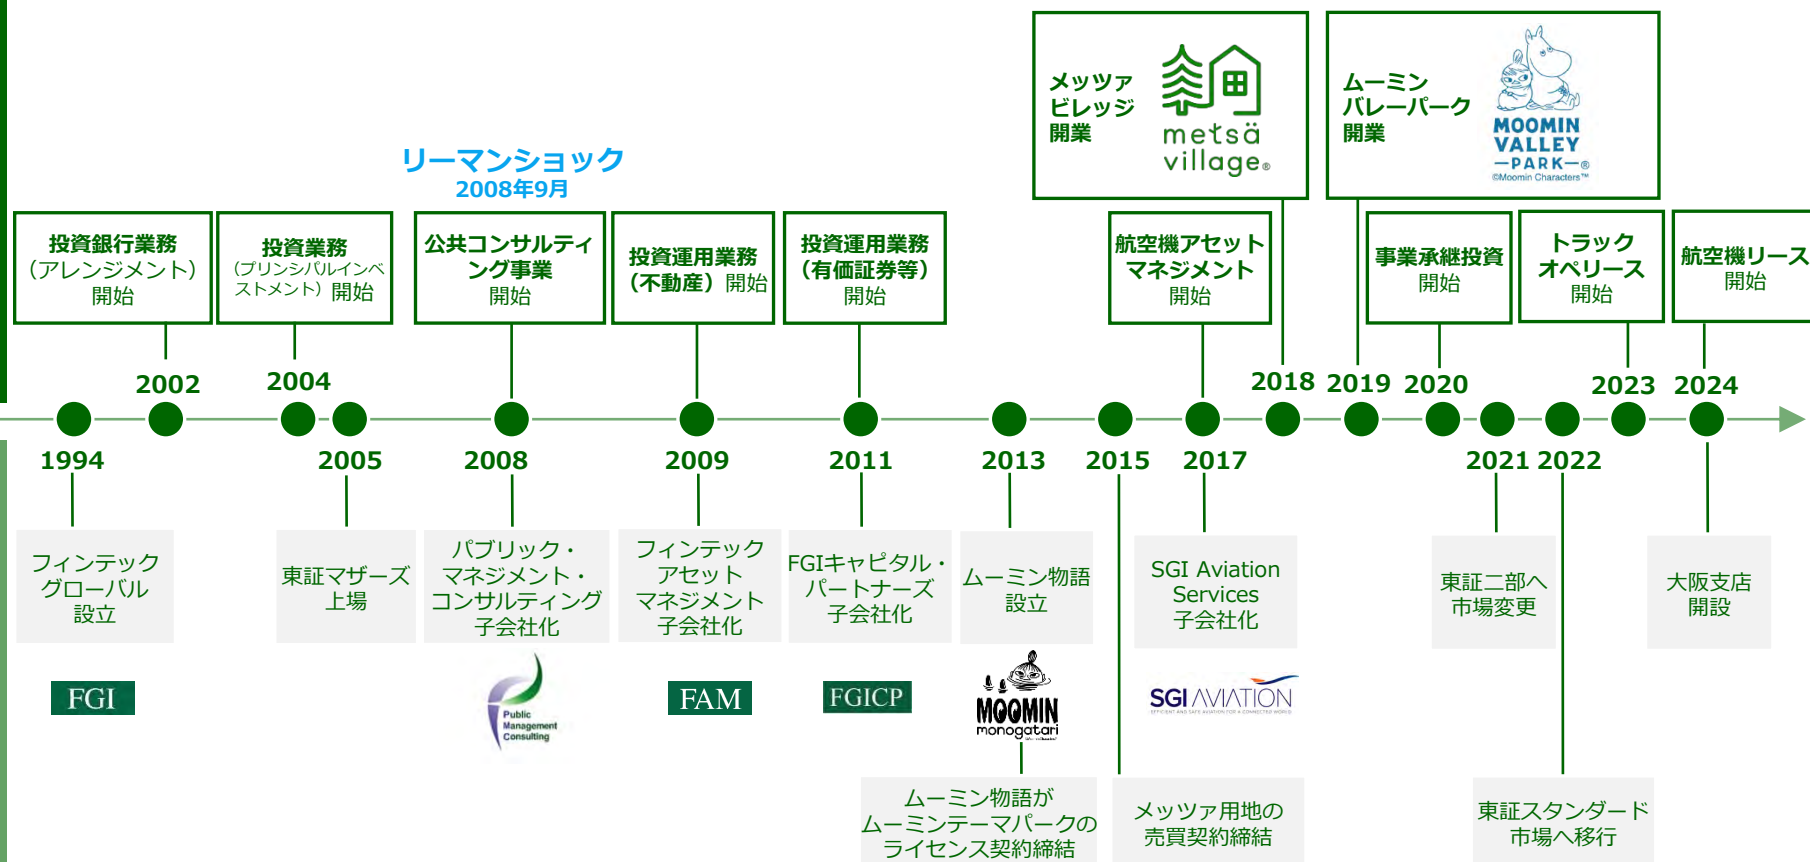 メッツァ
ビレッジ
開業
metsä
village®
ムーミン
バレーパーク
開業
MOOMIN
VALLEY
—PARK—®
©Moomin Characters™
リーマンショック
2008年9月
投資銀行業務
（アレンジメント）
開始
投資業務
（プリンシパルインベ
ストメント）開始
公共コンサルティ
ング事業
開始
投資運用業務
（不動産）開始
投資運用業務
（有価証券等）
開始
航空機アセット
マネジメント
開始
事業承継投資
開始
トラック
オペリース
開始
航空機リース
開始
2002
2004
2018
2019
2020
2023
2024
1994
2005
2008
2009
2011
2013
2015
2017
2021
2022
フィンテック
グローバル
設立
東証マザーズ
上場
パブリック・
マネジメント・
コンサルティング
子会社化
フィンテック
アセット
マネジメント
子会社化
FGIキャピタル・
パートナーズ
子会社化
ムーミン物語
設立
SGI Aviation
Services
子会社化
東証二部へ
市場変更
大阪支店
開設
FGI
Public
Management
Consulting
FAM
FGICP
MOOMIN
monogatari
SGI AVIATION
EFFICIENT AND SAFE AVIATION FOR A CONNECTED WORLD
ムーミン物語が
ムーミンテーマパークの
ライセンス契約締結
メッツァ用地の
売買契約締結
東証スタンダード
市場へ移行